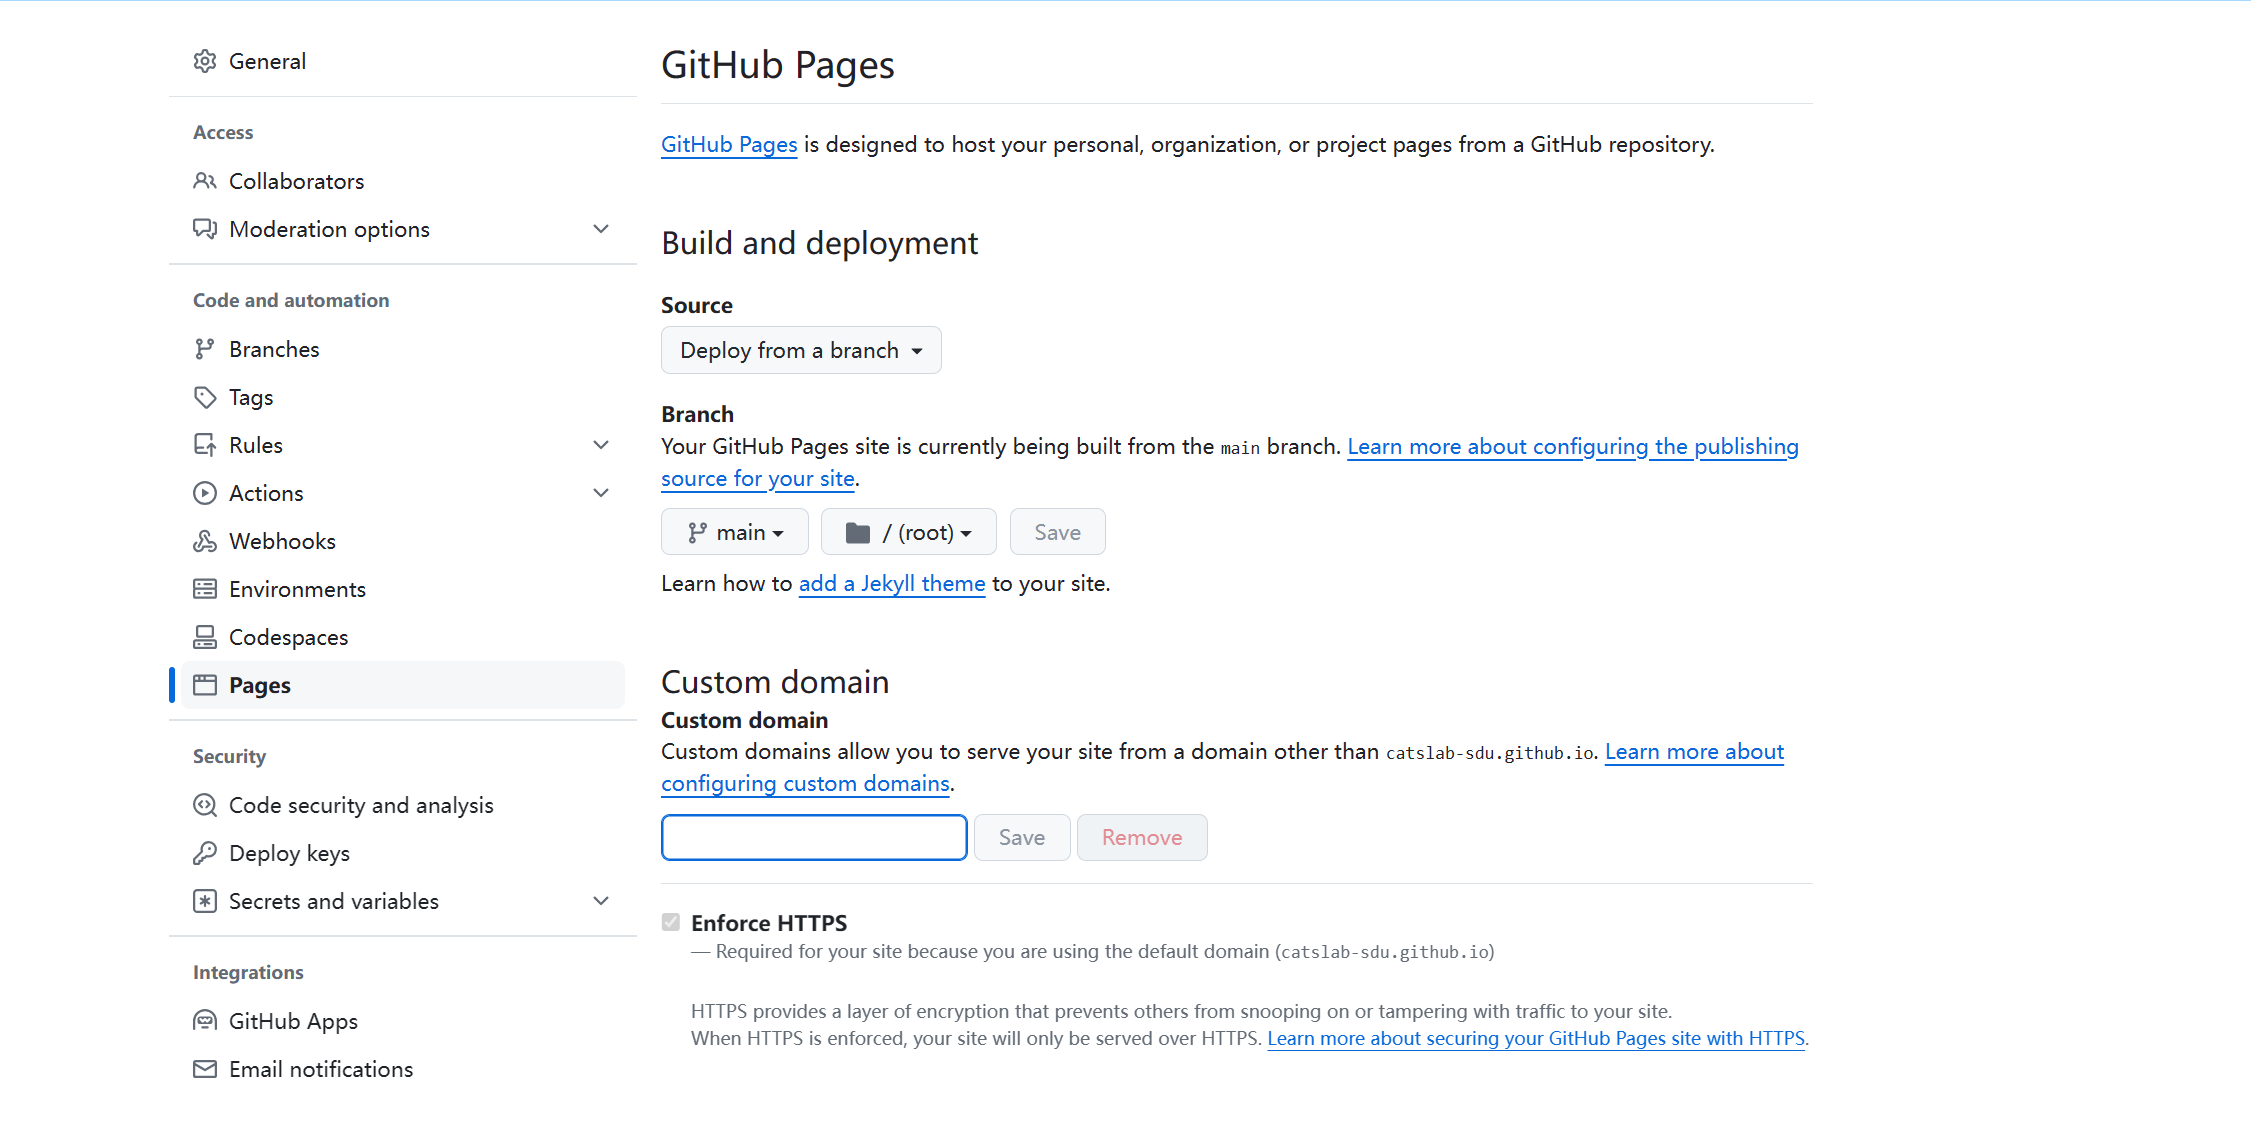 General
Access
Collaborators
Moderation options
Code and automation
Branches
Tags
Rules
Actions
Webhooks
Environments
Codespaces
Pages
Security
Code security and analysis
Deploy keys
Secrets and variables
Integrations
GitHub Apps
Email notifications
GitHub Pages
GitHub Pages is designed to host your personal, organization, or project pages from a GitHub repository.
Build and deployment
Source
Deploy from a branch
Branch
Your GitHub Pages site is currently being built from the main branch. Learn more about configuring the publishing
source for your site.
main / (root) Save
Learn how to add a Jekyll theme to your site.
Custom domain
Custom domain
Custom domains allow you to serve your site from a domain other than catslab-sdu.github.io. Learn more about
configuring custom domains.
Save Remove
Enforce HTTPS
— Required for your site because you are using the default domain (catslab-sdu.github.io)
HTTPS provides a layer of encryption that prevents others from snooping on or tampering with traffic to your site.
When HTTPS is enforced, your site will only be served over HTTPS. Learn more about securing your GitHub Pages site with HTTPS.